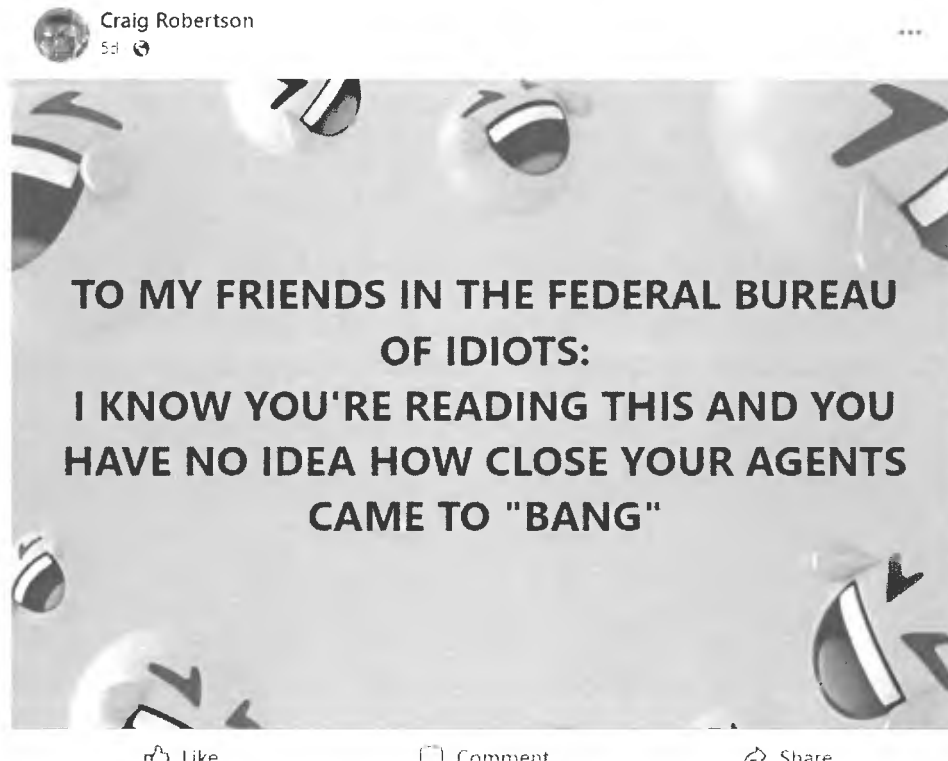 Craig Robertson
5d
TO MY FRIENDS IN THE FEDERAL BUREAU
OF IDIOTS:
I KNOW YOU'RE READING THIS AND YOU
HAVE NO IDEA HOW CLOSE YOUR AGENTS
CAME TO "BANG"
Like Comment Share